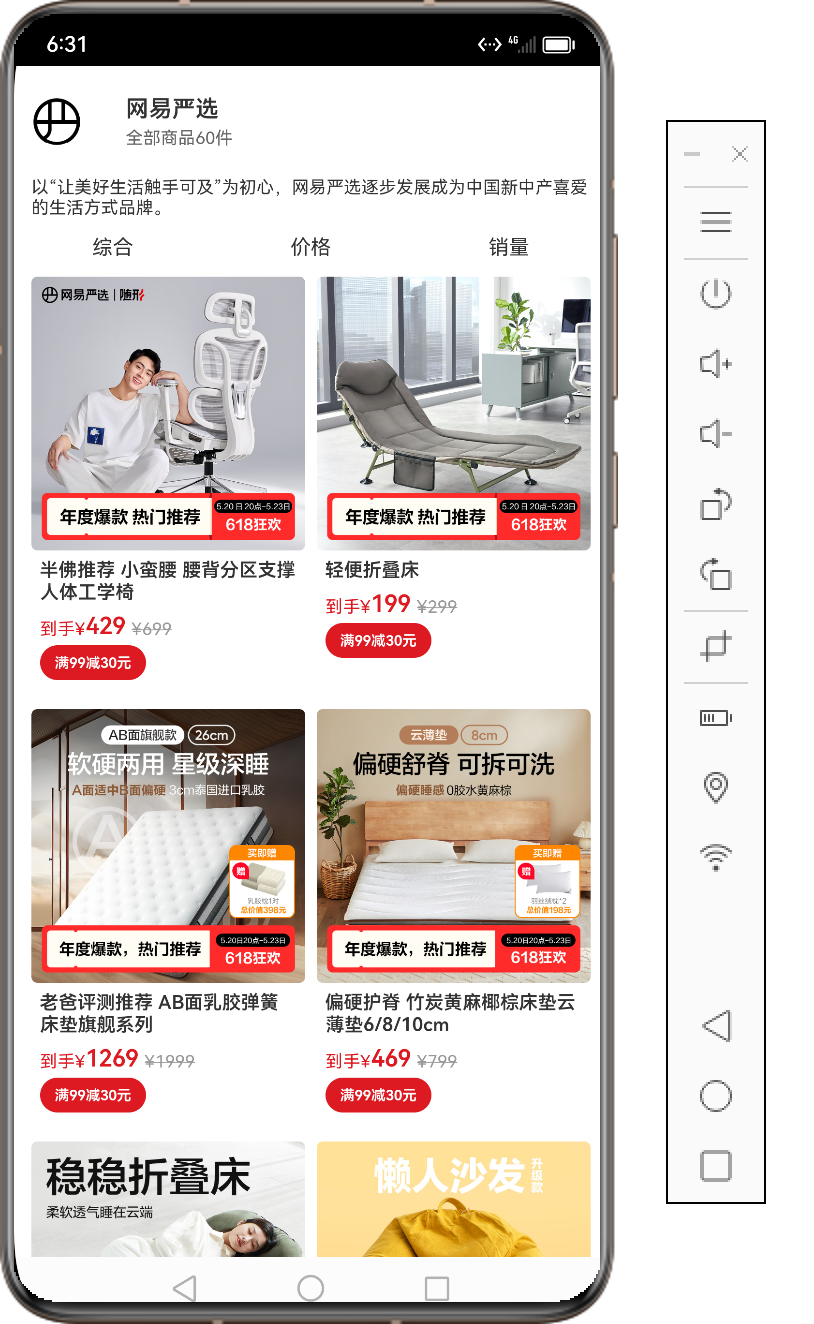 6:31
4G
网易严选
全部商品60件
以“让美好生活触手可及”为初心，网易严选逐步发展成为中国新中产喜爱
的生活方式品牌。
综合 价格 销量
网易严选 | 随形
年度爆款 热门推荐
5.20日20点-5.23日
618狂欢
年度爆款 热门推荐
5.20日20点-5.23日
618狂欢
半佛推荐 小蛮腰 腰背分区支撑
人体工学椅
到手¥429 ¥699
满99减30元
轻便折叠床
到手¥199 ¥299
满99减30元
AB面旗舰款 26cm
软硬两用 星级深睡
A面适中B面偏硬 3cm泰国进口乳胶
A
买即赠
赠
乳胶枕1对
总价值398元
年度爆款，热门推荐
5.20日20点-5.23日
618狂欢
云薄垫 8cm
偏硬舒脊 可拆可洗
偏硬睡感 0胶水黄麻棕
买即赠
赠
羽丝绒枕*2
总价值198元
年度爆款，热门推荐
5.20日20点-5.23日
618狂欢
老爸评测推荐 AB面乳胶弹簧
床垫旗舰系列
到手¥1269 ¥1999
满99减30元
偏硬护脊 竹炭黄麻椰棕床垫云
薄垫6/8/10cm
到手¥469 ¥799
满99减30元
稳稳折叠床
柔软透气睡在云端
懒人沙发 升级款